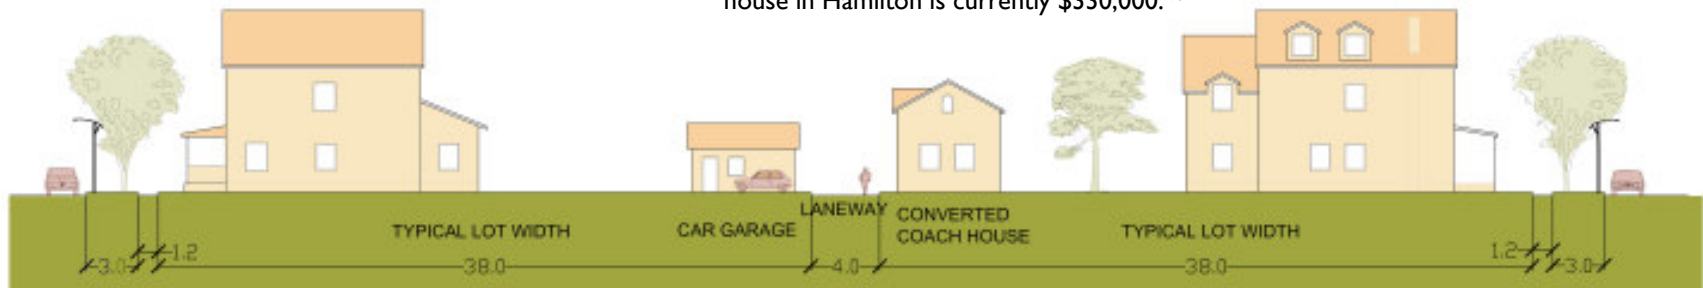 house in Hamilton is currently $330,000.
LANEWAY
TYPICAL LOT WIDTH
CAR GARAGE
CONVERTED
COACH HOUSE
TYPICAL LOT WIDTH
3.0
1.2
38.0
4.0
38.0
1.2
3.0